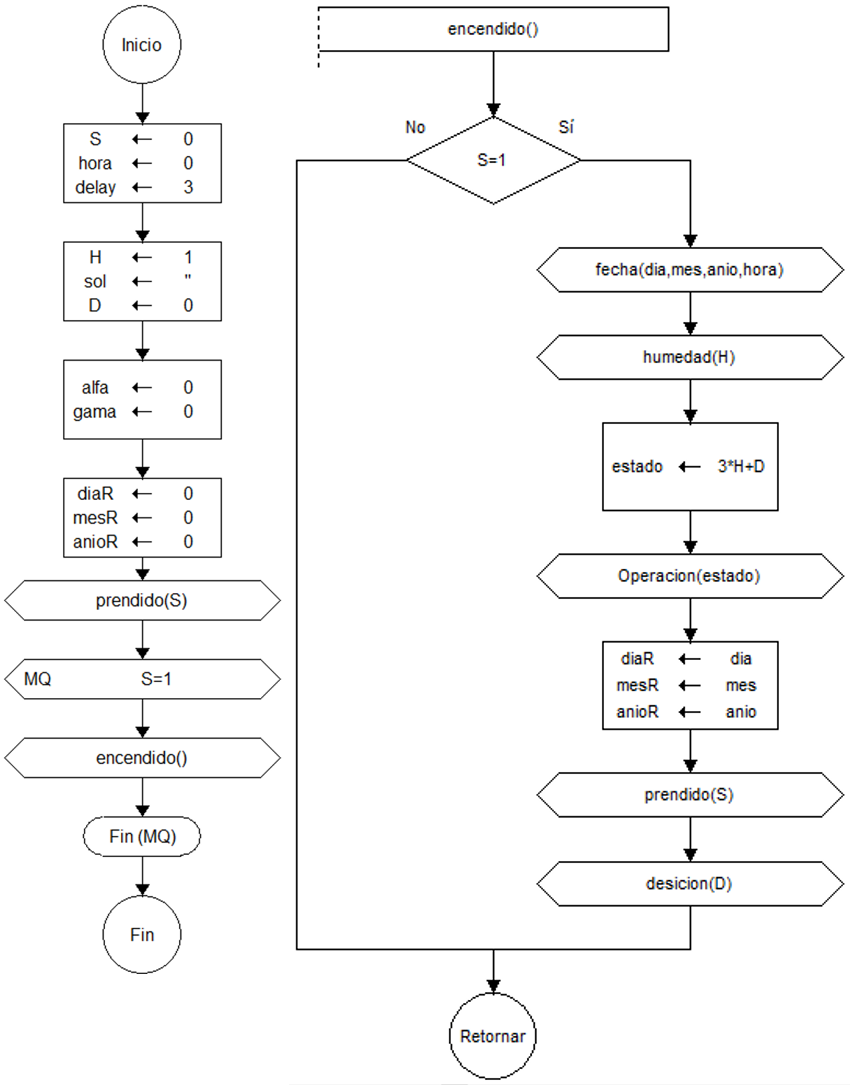 Inicio
S ← 0
hora ← 0
delay ← 3
H ← 1
sol ← "
D ← 0
alfa ← 0
gama ← 0
diaR ← 0
mesR ← 0
anioR ← 0
prendido(S)
MQ S=1
encendido()
Fin (MQ)
Fin
encendido()
No
Sí
S=1
fecha(dia,mes,anio,hora)
humedad(H)
estado ← 3*H+D
Operacion(estado)
diaR ← dia
mesR ← mes
anioR ← anio
prendido(S)
desicion(D)
Retornar